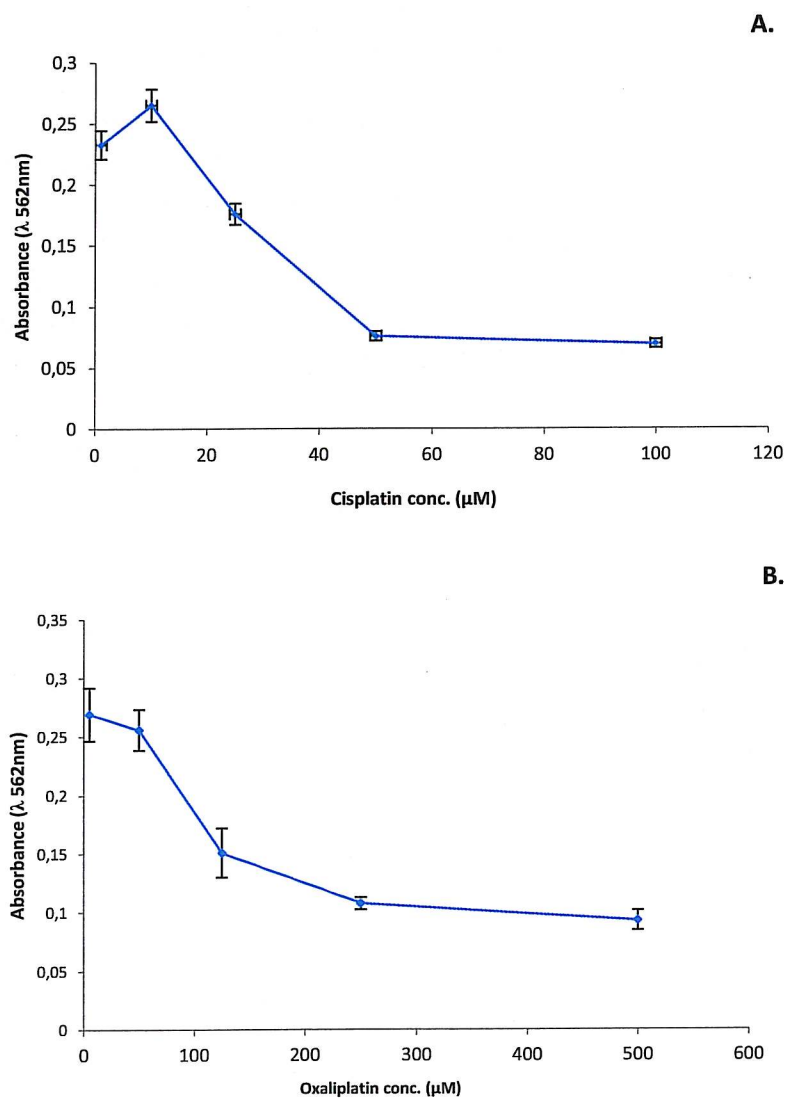 A.
0,3
0,25
0,2
0,15
0,1
0,05
0
Absorbance (λ 562nm)
0 20 40 60 80 100 120
Cisplatin conc. (µM)
B.
0,35
0,3
0,25
0,2
0,15
0,1
0,05
0
Absorbance (λ 562nm)
0 100 200 300 400 500 600
Oxaliplatin conc. (µM)